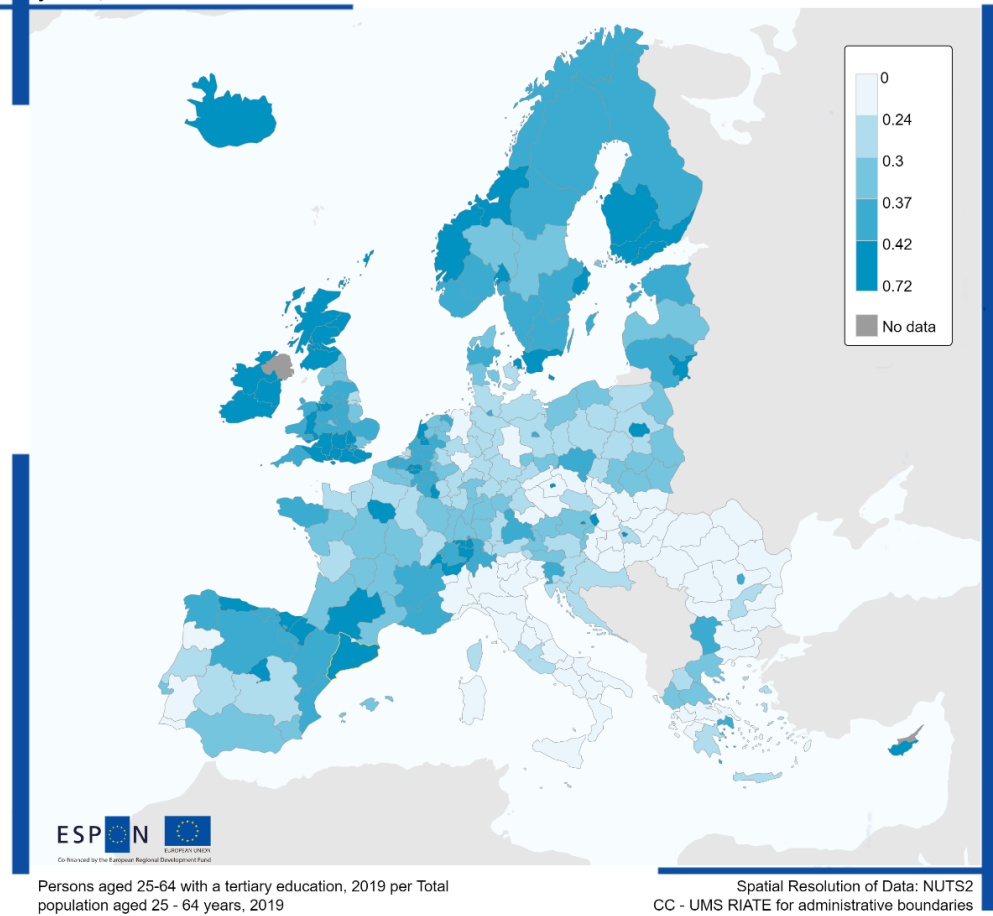 0
0.24
0.3
0.37
0.42
0.72
No data
ESPON
EUROPEAN UNION
Co-financed by the European Regional Development Fund
Persons aged 25-64 with a tertiary education, 2019 per Total
population aged 25 - 64 years, 2019
Spatial Resolution of Data: NUTS2
CC - UMS RIATE for administrative boundaries